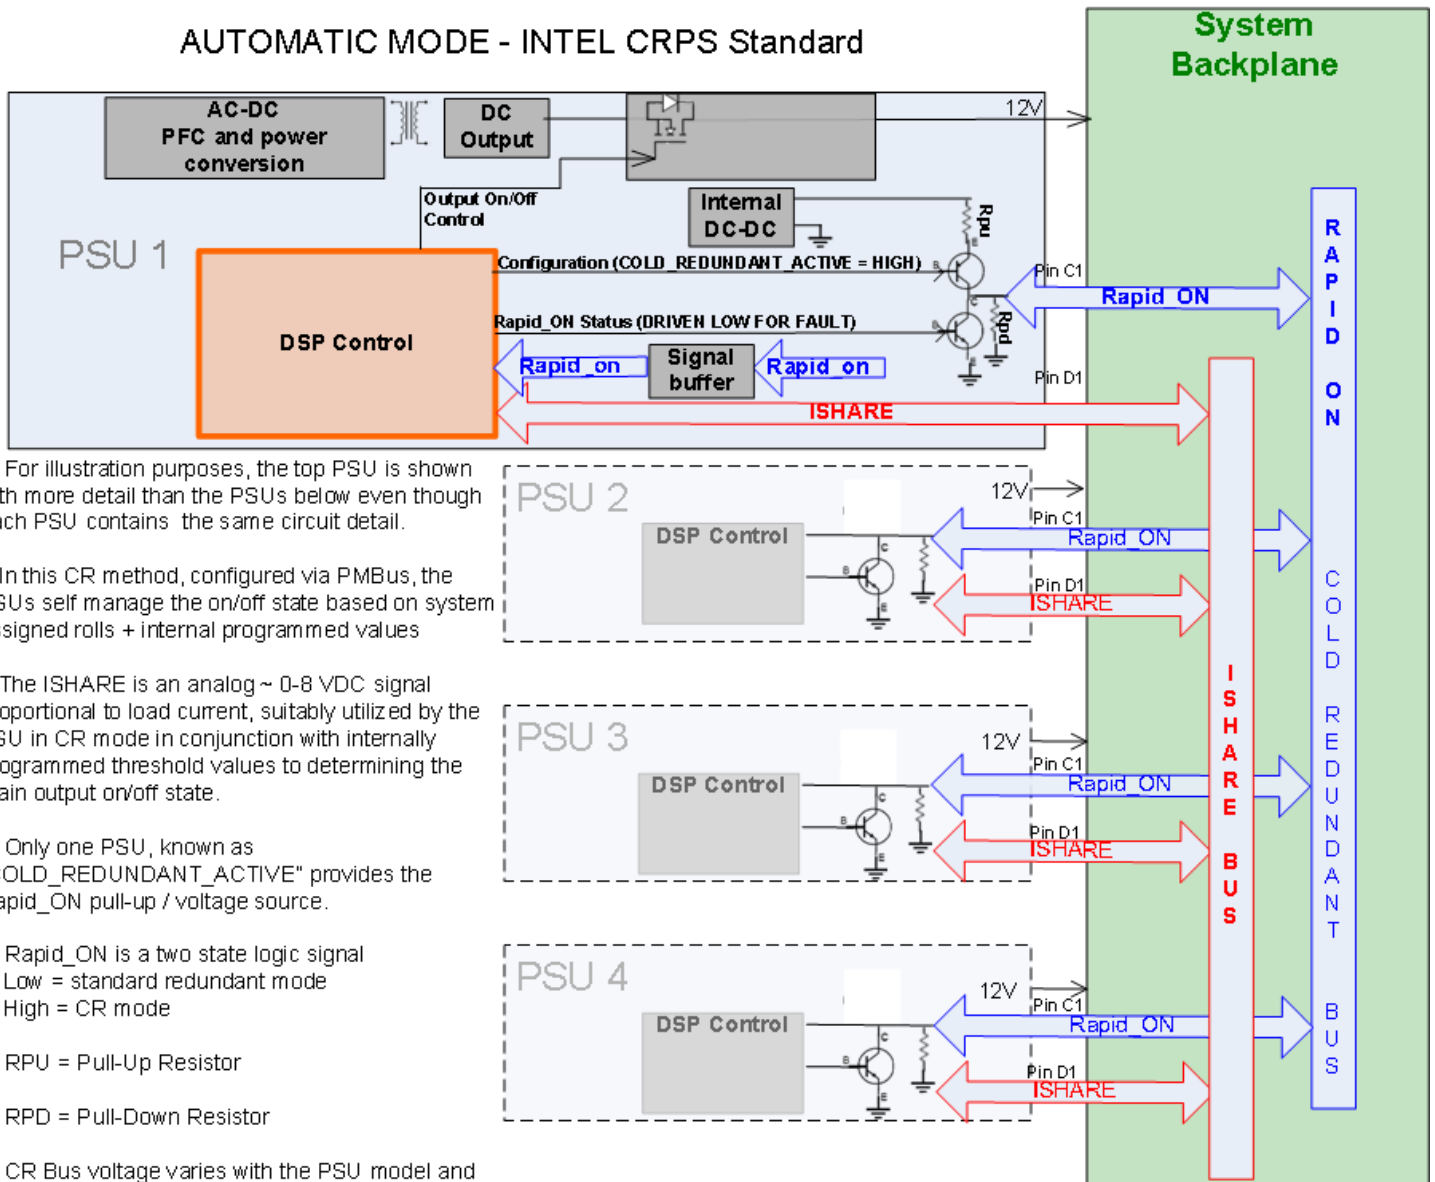 AUTOMATIC MODE - INTEL CRPS Standard
System
Backplane
AC-DC
PFC and power
conversion
DC
Output
12V
Output On/Off
Control
Internal
DC-DC
Rpu
E
PSU 1
Configuration (COLD_REDUNDANT_ACTIVE = HIGH)
B
C
Pin C1
Rapid_ON
DSP Control
Rapid_ON Status (DRIVEN LOW FOR FAULT)
B
E
Rpd
Rapid_on
Signal
buffer
Rapid_on
Pin D1
ISHARE
RAPID ON COLD REDUNDANT BUS
ISHARE BUS
For illustration purposes, the top PSU is shown
more detail than the PSUs below even though
PSU contains the same circuit detail.
In this CR method, configured via PMBus, the
self manage the on/off state based on system
rolls + internal programmed values
The ISHARE is an analog ~ 0-8 VDC signal
to load current, suitably utilized by the
in CR mode in conjunction with internally
threshold values to determining the
output on/off state.
Only one PSU, known as
provides the
pull-up / voltage source.
Rapid_ON is a two state logic signal
Low = standard redundant mode
High = CR mode
RPU = Pull-Up Resistor
RPD = Pull-Down Resistor
CR Bus voltage varies with the PSU model and
PSU 2
12V
DSP Control
C
B
E
Pin C1
Rapid_ON
Pin D1
ISHARE
PSU 3
12V
DSP Control
C
B
E
Pin C1
Rapid_ON
Pin D1
ISHARE
PSU 4
12V
DSP Control
C
B
E
Pin C1
Rapid_ON
Pin D1
ISHARE